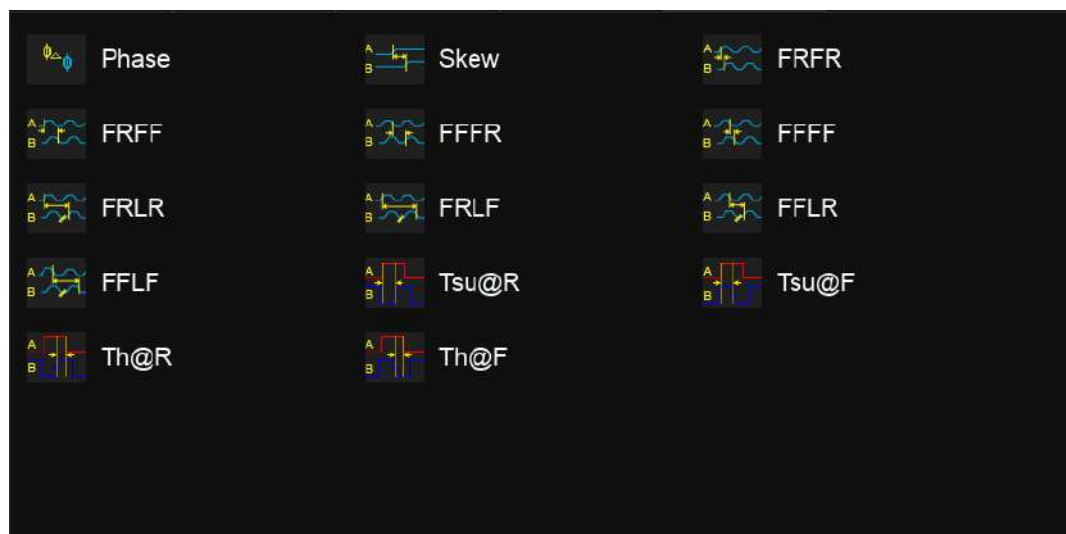 Phase Skew FRFR
FRFF FFFR FFFF
FRLR FRLF FFLR
FFLF Tsu@R Tsu@F
Th@R Th@F